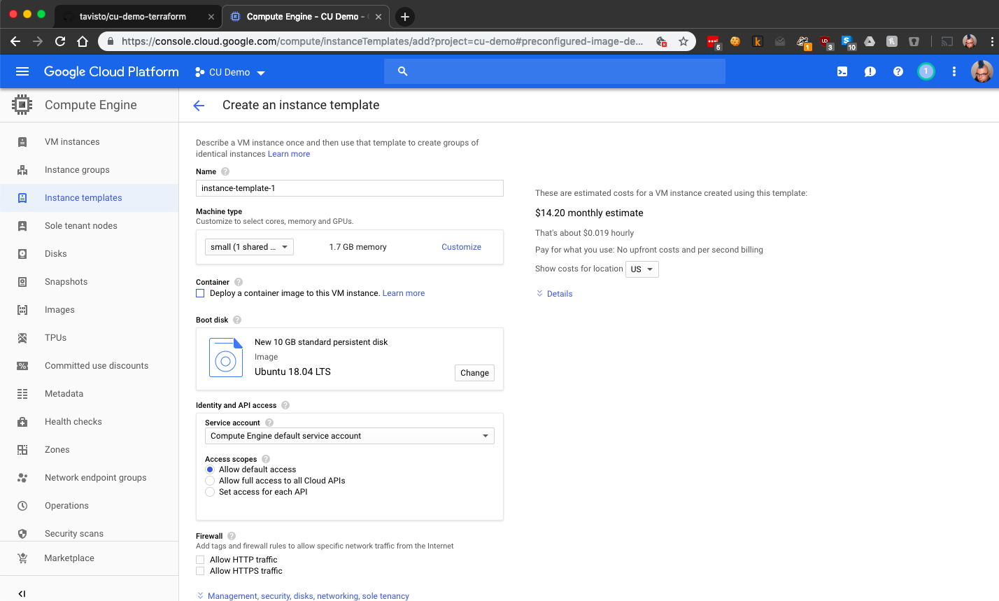 tavisto/cu-demo-terraform
Compute Engine - CU Demo -
https://console.cloud.google.com/compute/instanceTemplates/add?project=cu-demo#preconfigured-image-de...
5
1
3
10
Google Cloud Platform
CU Demo
1
Compute Engine
Create an instance template
VM instances
Instance groups
Instance templates
Sole tenant nodes
Disks
Snapshots
Images
TPUs
Committed use discounts
Metadata
Health checks
Zones
Network endpoint groups
Operations
Security scans
Marketplace
Describe a VM instance once and then use that template to create groups of
identical instances Learn more
Name
instance-template-1
Machine type
Customize to select cores, memory and GPUs.
small (1 shared ...
1.7 GB memory
Customize
Container
Deploy a container image to this VM instance. Learn more
Boot disk
New 10 GB standard persistent disk
Image
Ubuntu 18.04 LTS
Change
Identity and API access
Service account
Compute Engine default service account
Access scopes
Allow default access
Allow full access to all Cloud APIs
Set access for each API
Firewall
Add tags and firewall rules to allow specific network traffic from the Internet
Allow HTTP traffic
Allow HTTPS traffic
Management, security, disks, networking, sole tenancy
These are estimated costs for a VM instance created using this template:
$14.20 monthly estimate
That's about $0.019 hourly
Pay for what you use: No upfront costs and per second billing
Show costs for location US
Details